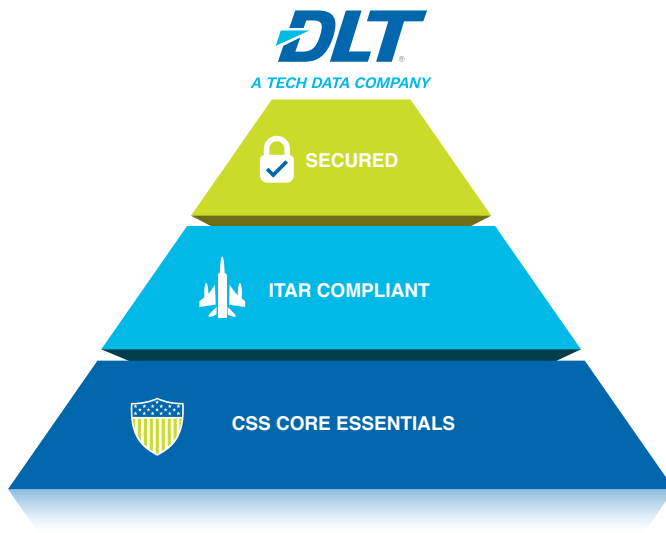 DLT®
A TECH DATA COMPANY
SECURED
ITAR COMPLIANT
CSS CORE ESSENTIALS